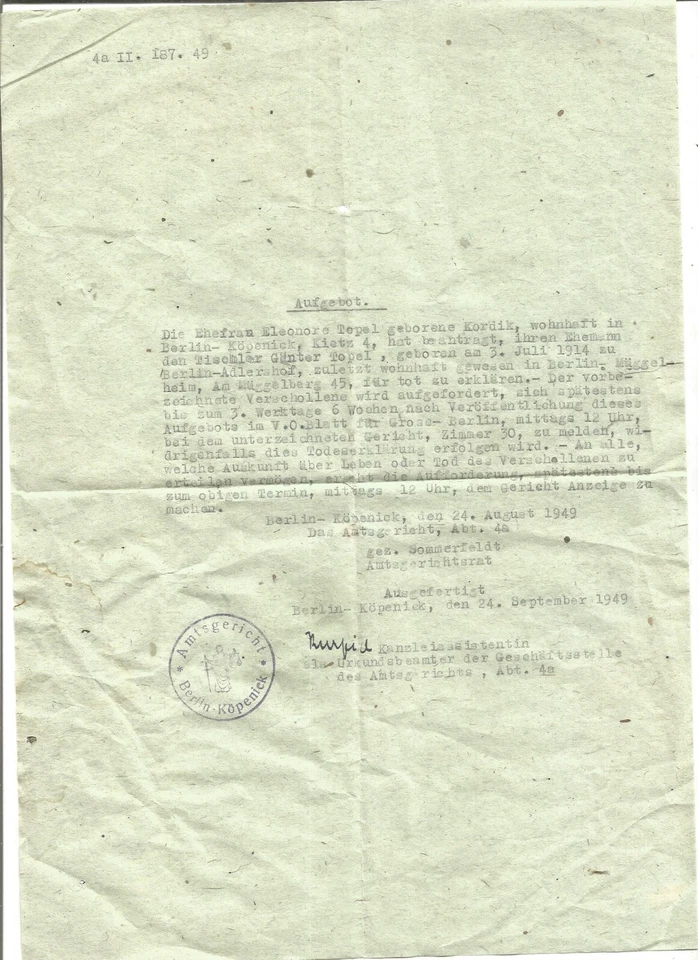 4a II. 187. 49
Aufgebot.
Die Ehefrau Eleonore Topel geborene Kordik, wohnhaft in
Berlin- Köpenick, Kietz 4, hat beantragt, ihren Ehemann
den Tischler Günter Topel , geboren am 3. Juli 1914 zu
Berlin-Adlershof, zuletzt wohnhaft gewesen in Berlin- Müggel-
heim, Am Müggelberg 45, für tot zu erklären.- Der vorbe-
zeichnete Verschollene wird aufgefordert, sich spätestens
bis zum 3. Werktage 6 Wochen nach Veröffentlichung dieses
Aufgebots im V.O.Blatt für Gross- Berlin, mittags 12 Uhr,
bei dem unterzeichneten Gericht, Zimmer 30, zu melden, wi-
drigenfalls dies Todeserklärung erfolgen wird. - An alle,
welche Auskunft über Leben oder Tod des Verschollenen zu
erteilen vermögen, ergeht die Aufforderung, spätestens bis
zum obigen Termin, mittags 12 Uhr, dem Gericht Anzeige zu
machen.
Berlin- Köpenick, den 24. August 1949
Das Amtsgericht, Abt. 4a
gez. Sommerfeldt
Amtsgerichtsrat
Ausgefertigt
Berlin- Köpenick, den 24. September 1949
Kanzleiassistentin
als Urkundsbeamter der Geschäftsstelle
des Amtsgerichts , Abt. 4a
* Amtsgericht *
Berlin-Köpenick